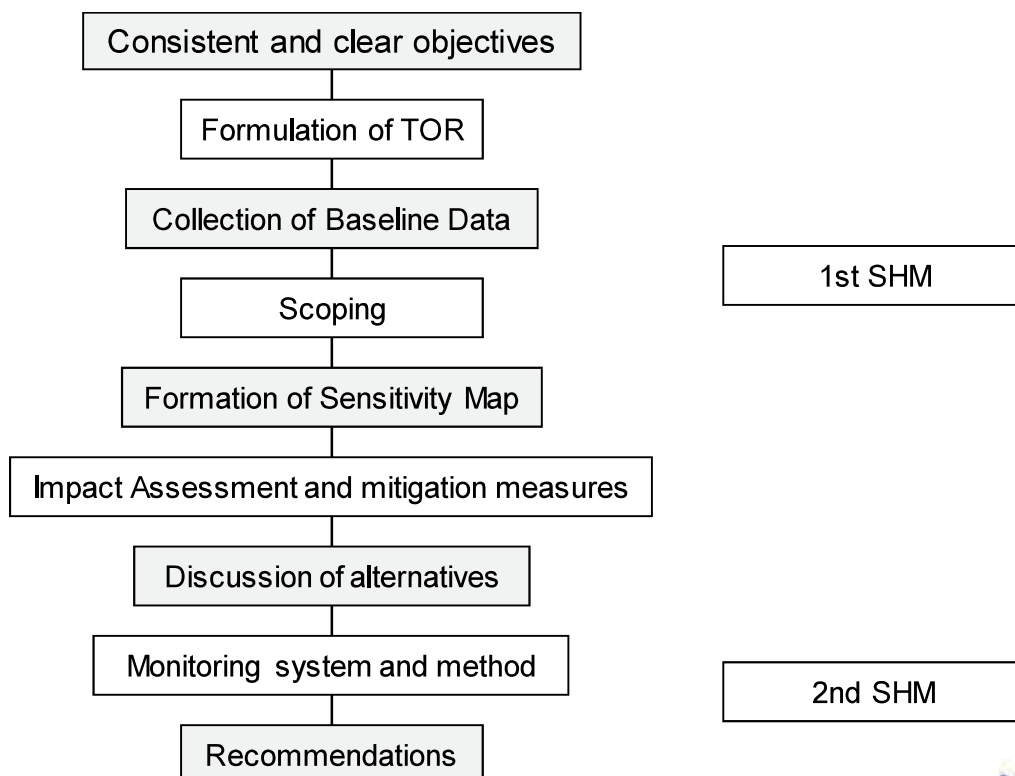 Consistent and clear objectives
Formulation of TOR
Collection of Baseline Data
1st SHM
Scoping
Formation of Sensitivity Map
Impact Assessment and mitigation measures
Discussion of alternatives
Monitoring system and method
2nd SHM
Recommendations